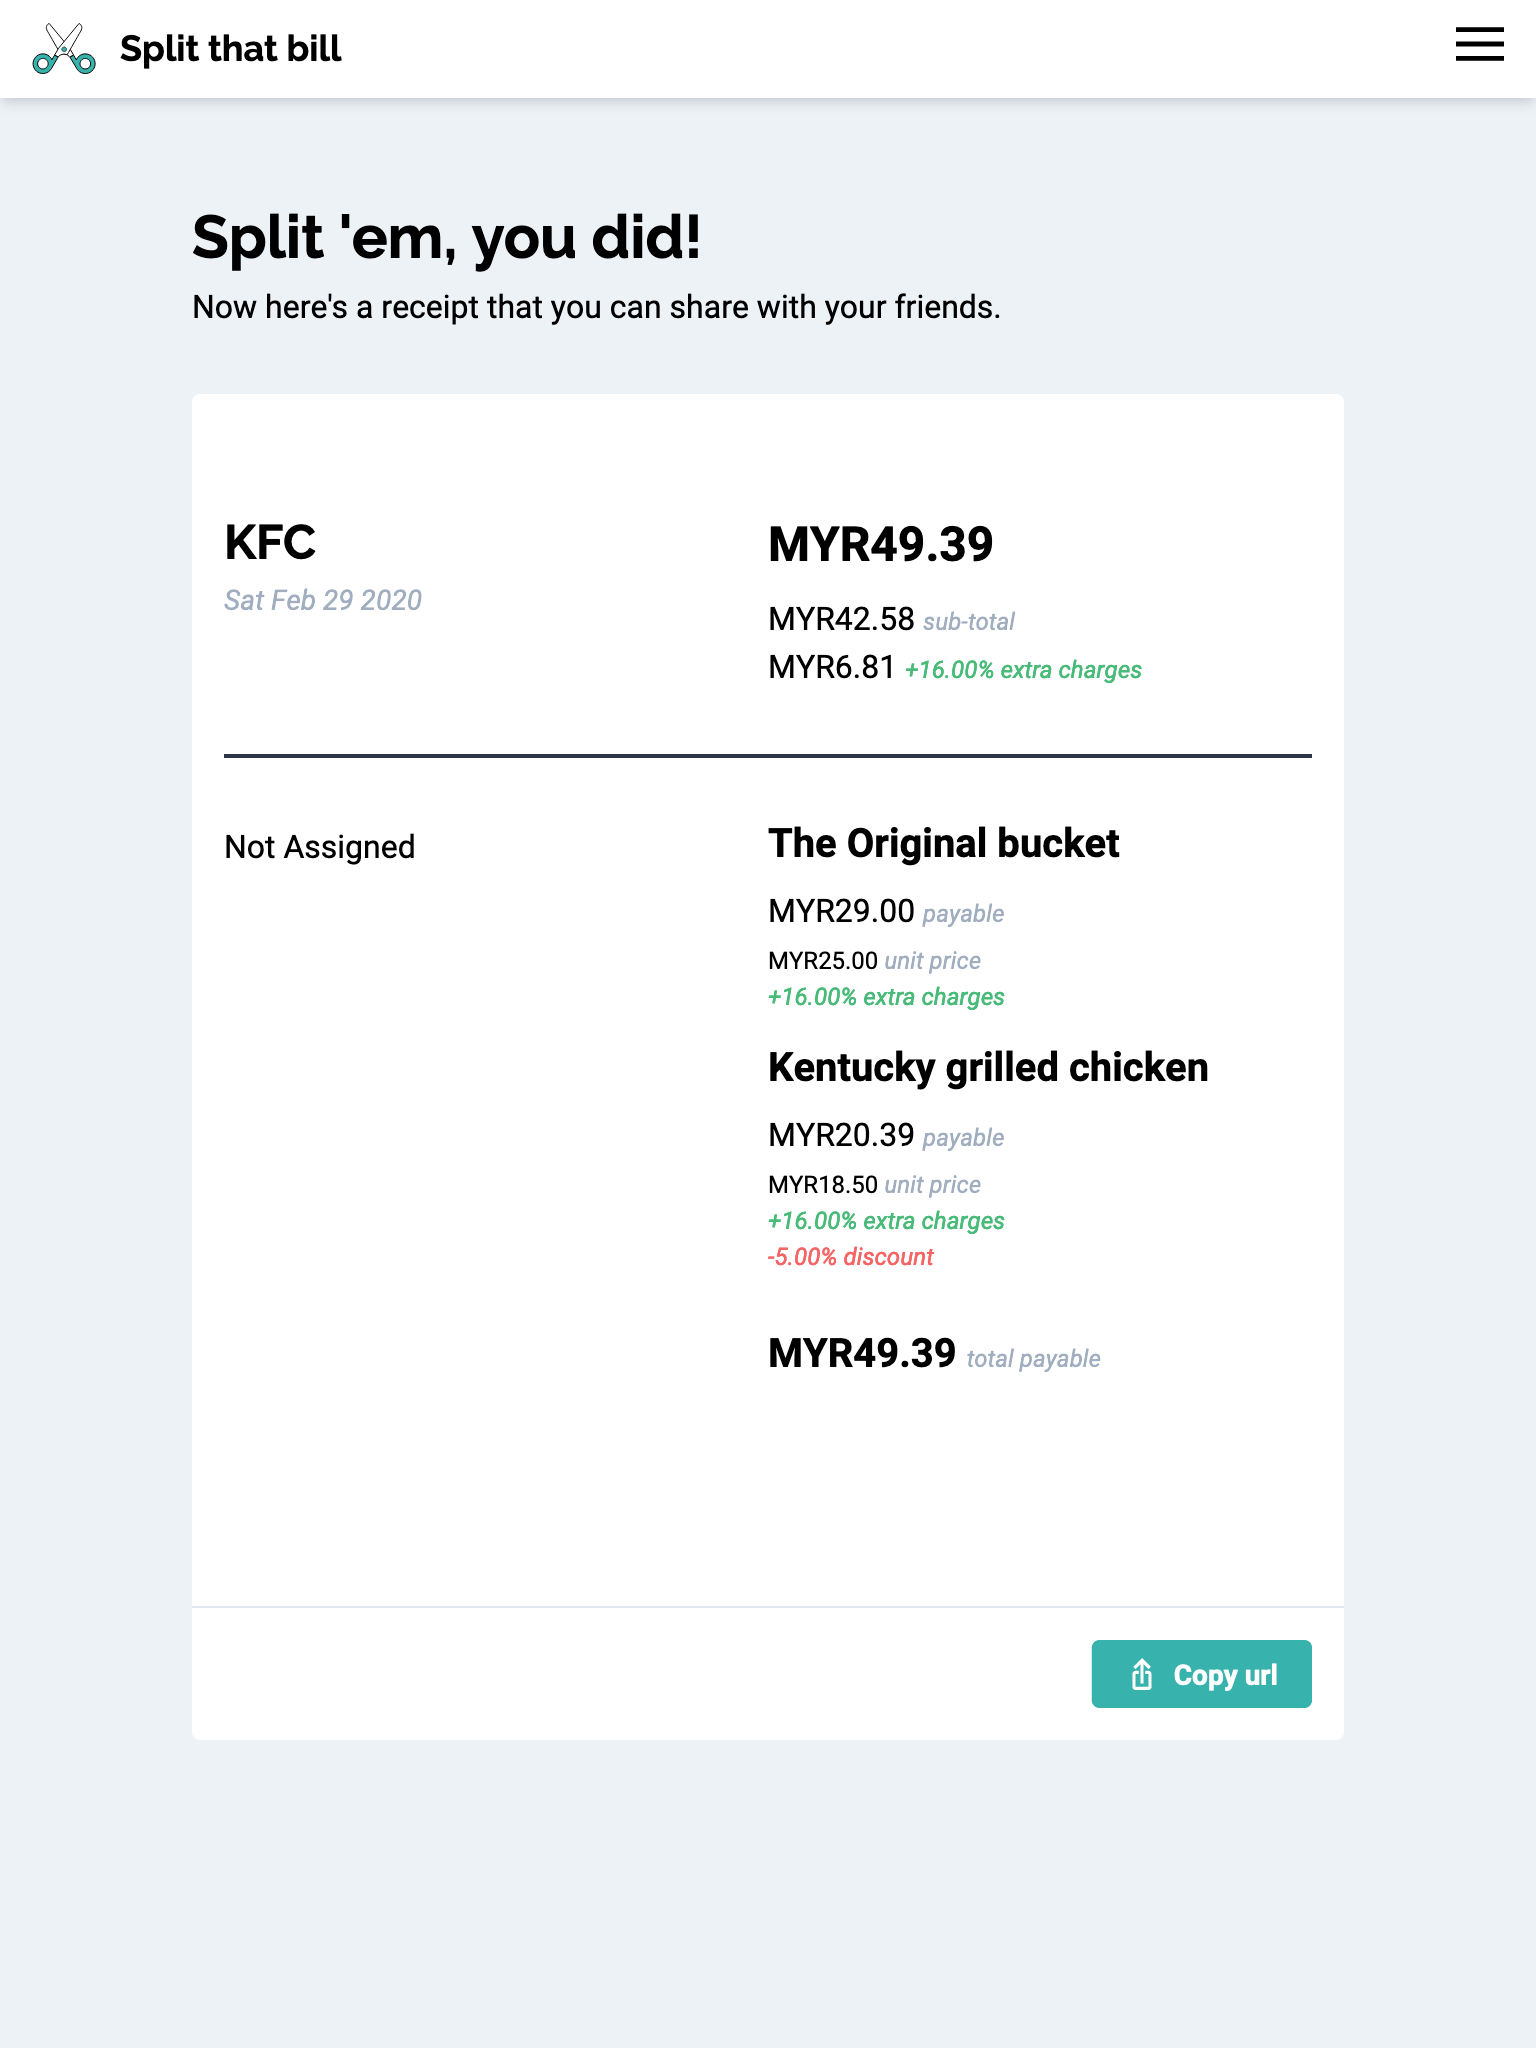 Split that bill
Split 'em, you did!
Now here's a receipt that you can share with your friends.
KFC
Sat Feb 29 2020
MYR49.39
MYR42.58 sub-total
MYR6.81 +16.00% extra charges
Not Assigned
The Original bucket
MYR29.00 payable
MYR25.00 unit price
+16.00% extra charges
Kentucky grilled chicken
MYR20.39 payable
MYR18.50 unit price
+16.00% extra charges
-5.00% discount
MYR49.39 total payable
Copy url